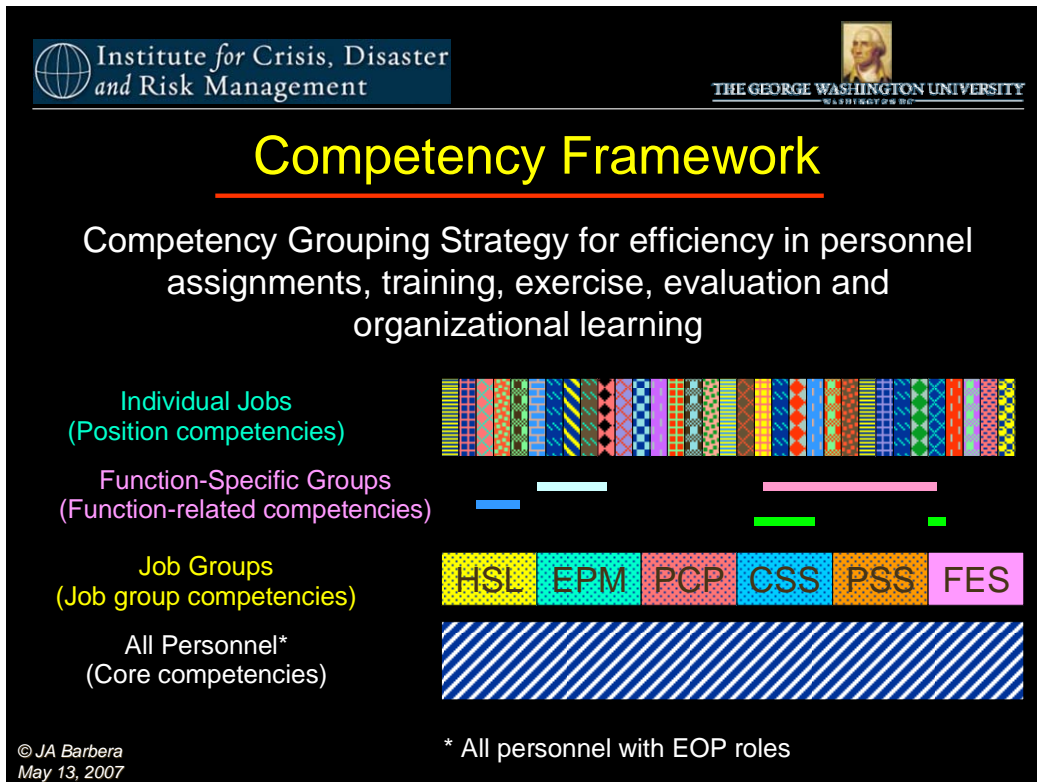 Institute for Crisis, Disaster
and Risk Management
THE GEORGE WASHINGTON UNIVERSITY
WASHINGTON DC
Competency Framework
Competency Grouping Strategy for efficiency in personnel
assignments, training, exercise, evaluation and
organizational learning
Individual Jobs
(Position competencies)
Function-Specific Groups
(Function-related competencies)
Job Groups
(Job group competencies)
HSL EPM PCP CSS PSS FES
All Personnel*
(Core competencies)
* All personnel with EOP roles
© JA Barbera
May 13, 2007